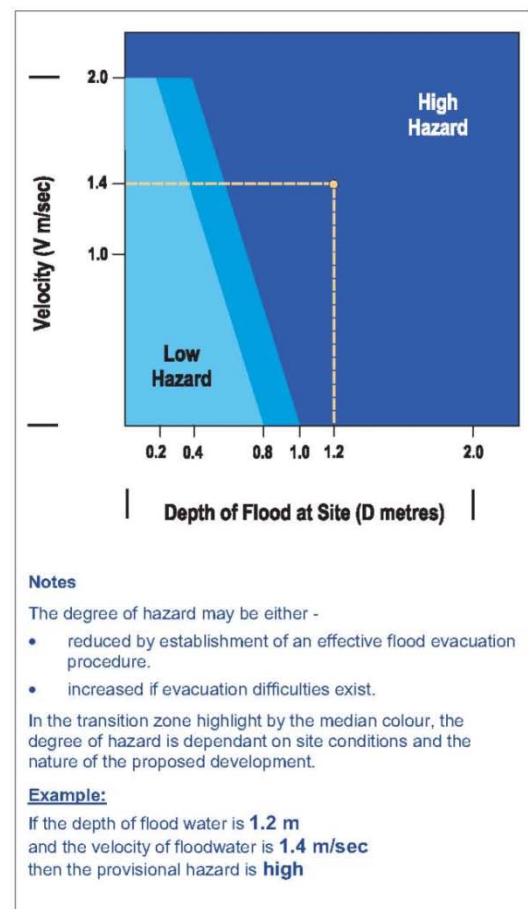 2.0
High
Hazard
1.4
Velocity (V m/sec)
1.0
Low
Hazard
0.2 0.4 0.8 1.0 1.2 2.0
Depth of Flood at Site (D metres)
Notes
The degree of hazard may be either -
• reduced by establishment of an effective flood evacuation
procedure.
• increased if evacuation difficulties exist.
In the transition zone highlight by the median colour, the
degree of hazard is dependant on site conditions and the
nature of the proposed development.
Example:
If the depth of flood water is 1.2 m
and the velocity of floodwater is 1.4 m/sec
then the provisional hazard is high